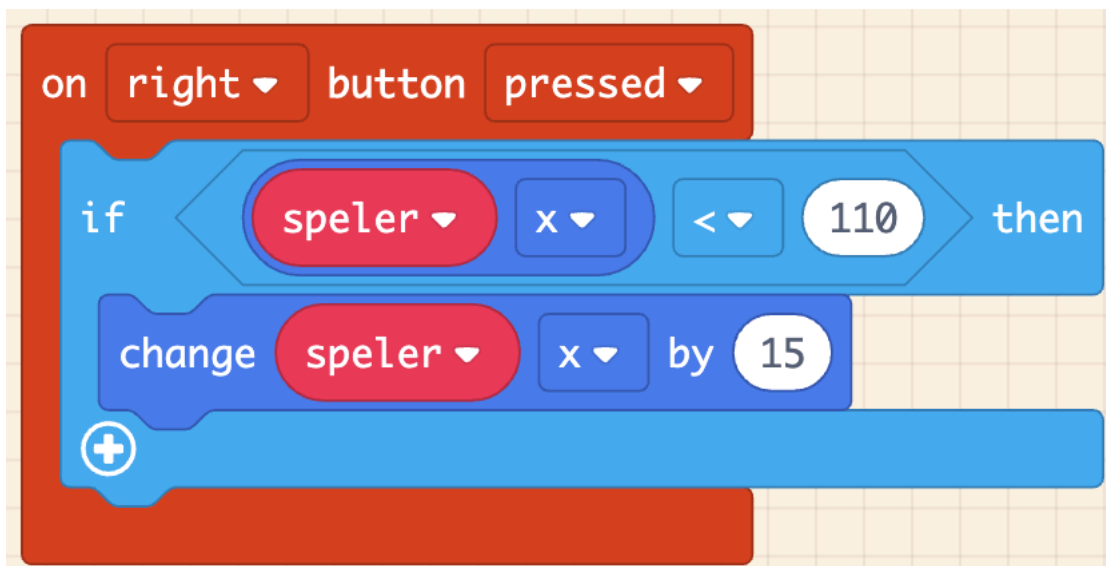 on right button pressed
if speler x < 110 then
change speler x by 15